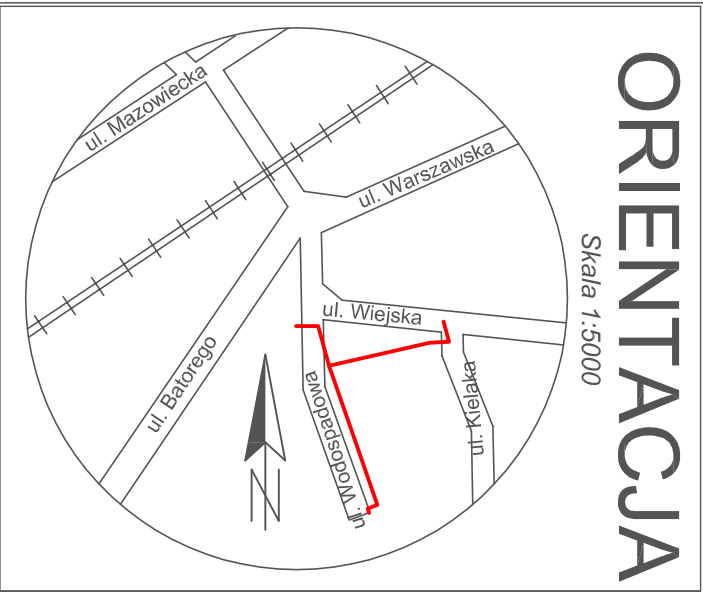 ORIENTACJA
Skala 1:5000
ul. Mazowiecka
ul. Warszawska
ul. Wiejska
ul. Batorego
ul. Wodospadowa
ul. Kielaka
N